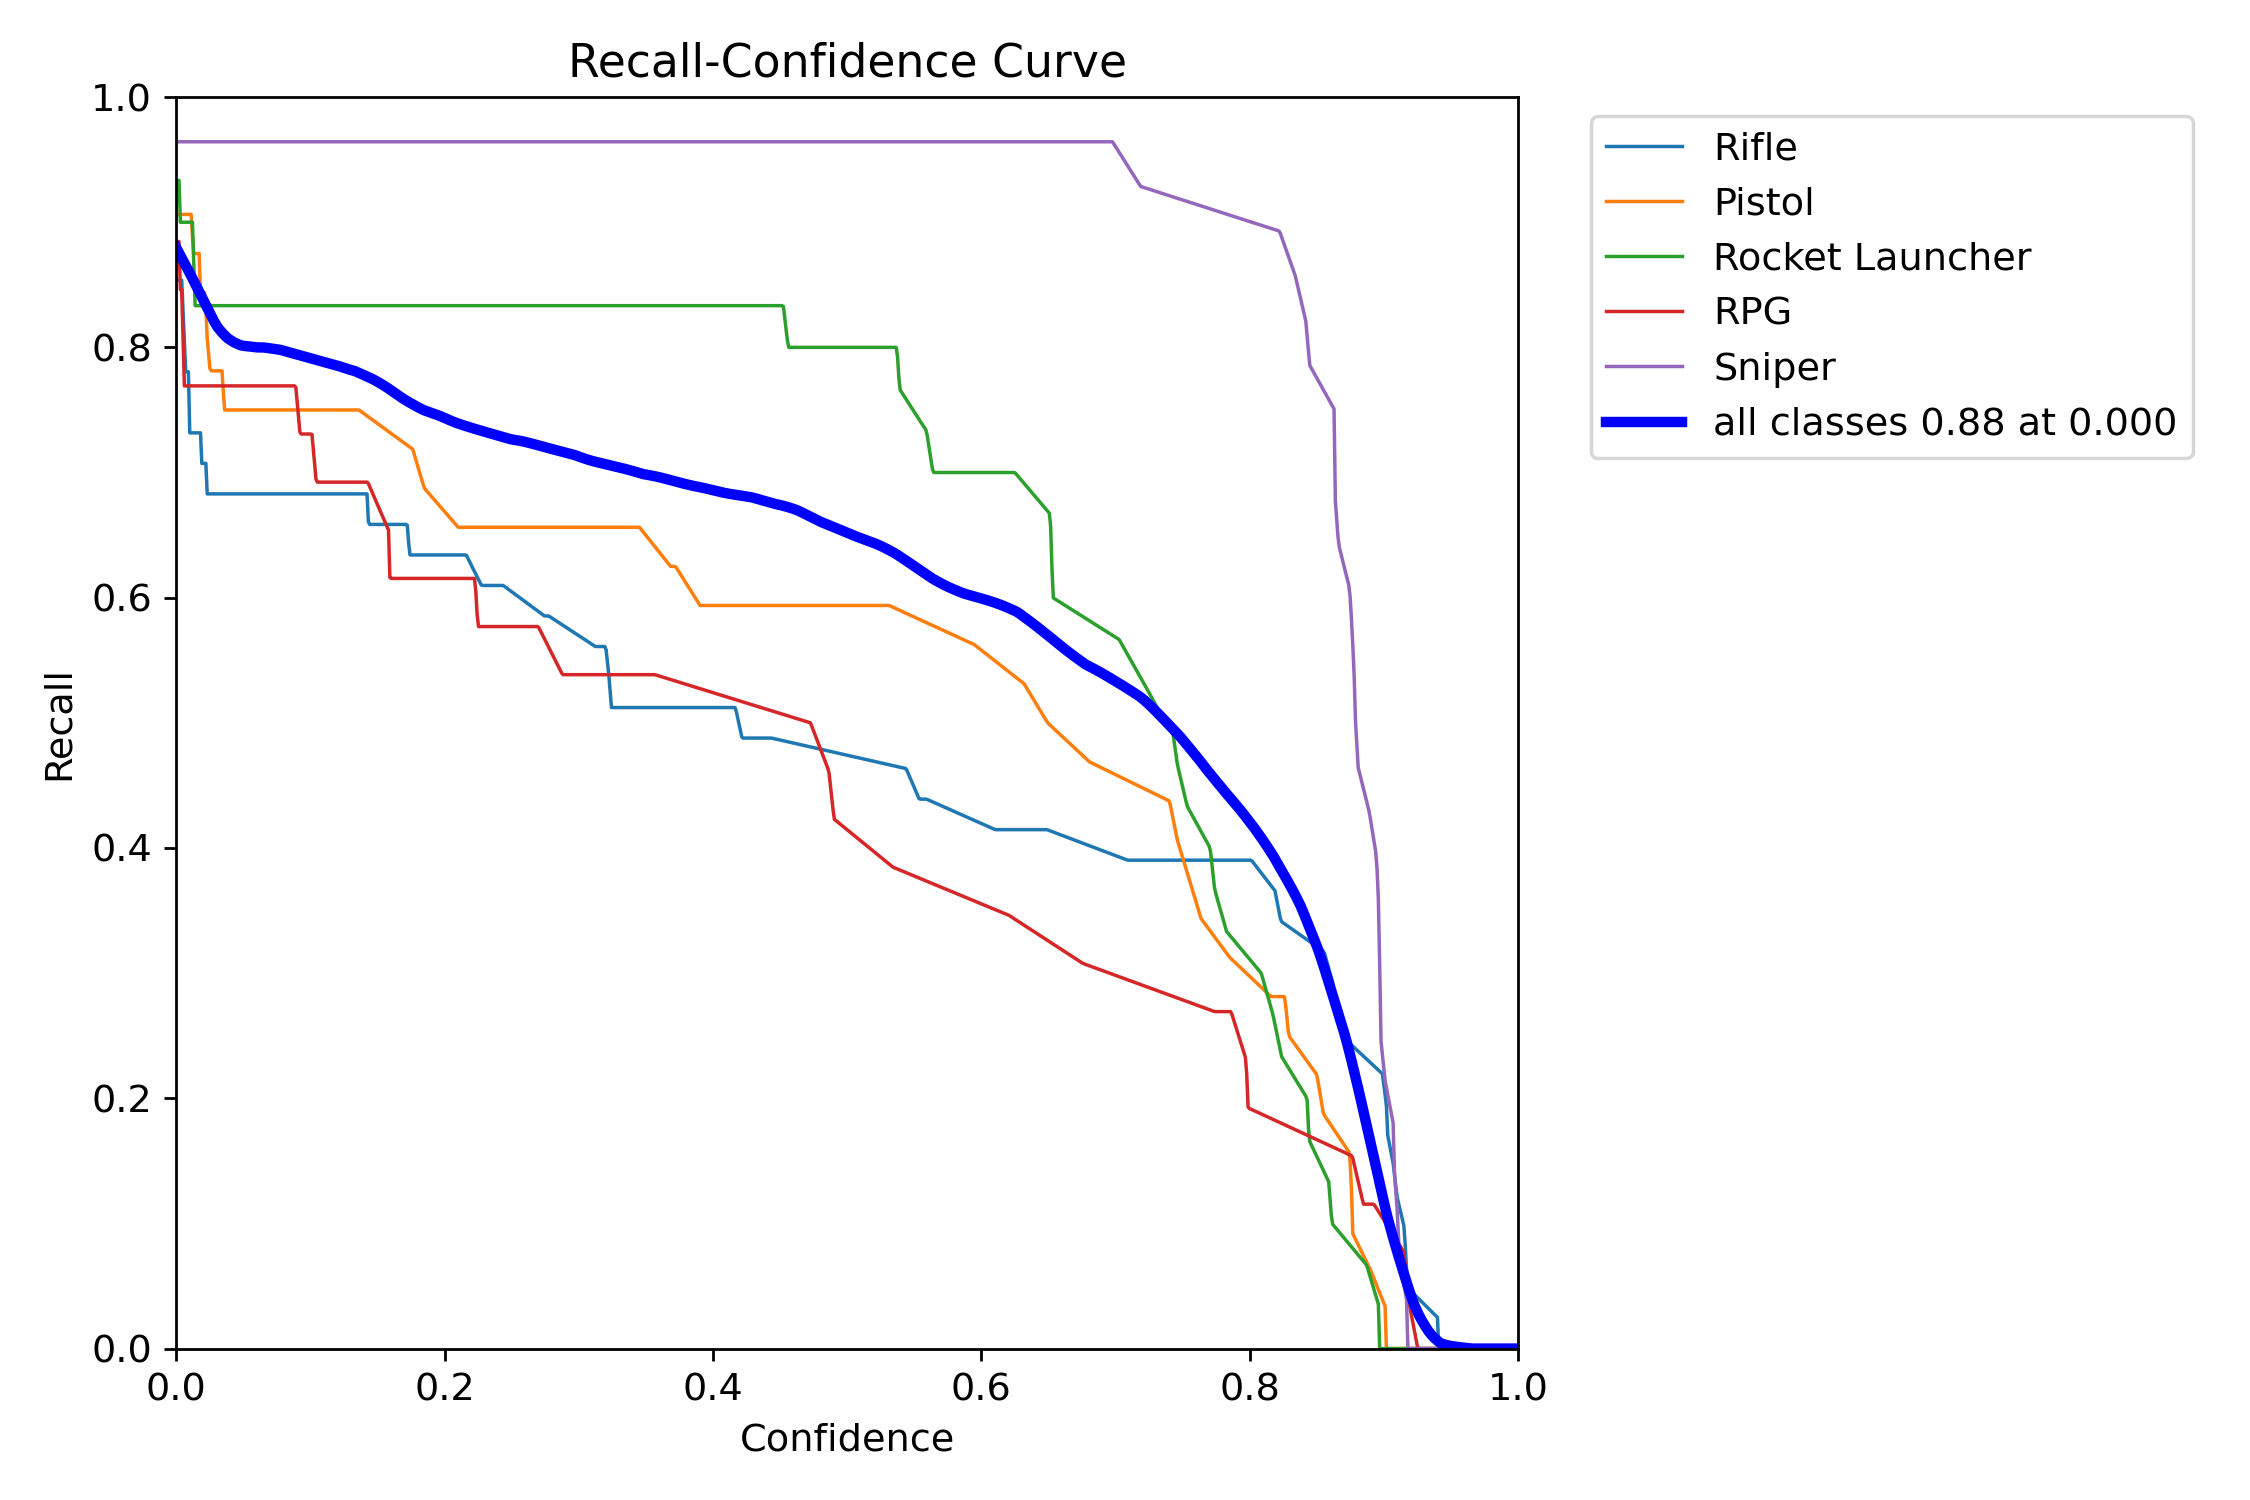 Recall-Confidence Curve
1.0
0.8
0.6
0.4
0.2
0.0
Recall
0.0 0.2 0.4 0.6 0.8 1.0
Confidence
Rifle
Pistol
Rocket Launcher
RPG
Sniper
all classes 0.88 at 0.000